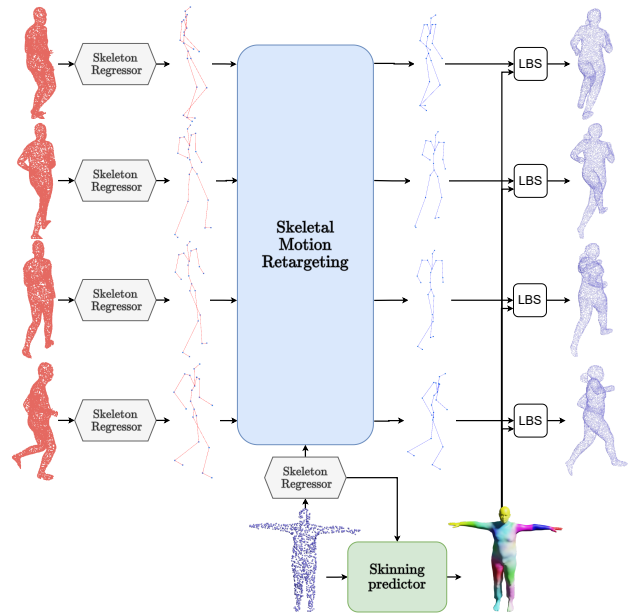 Skeleton
Regressor
LBS
Skeleton
Regressor
LBS
Skeletal
Motion
Retargeting
Skeleton
Regressor
LBS
Skeleton
Regressor
LBS
Skeleton
Regressor
Skinning
predictor